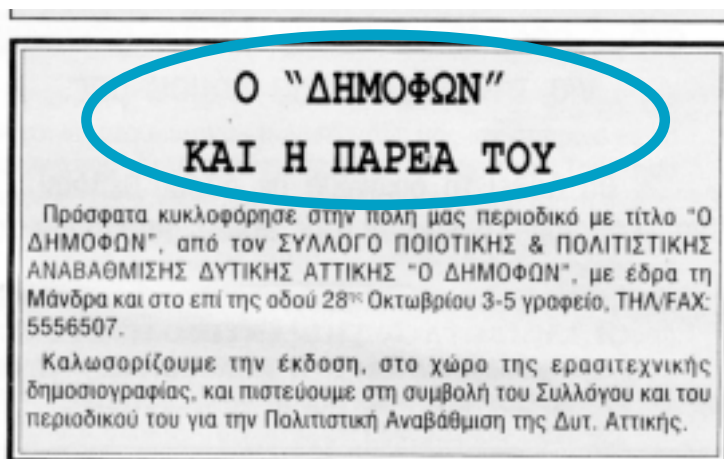 Ο "ΔΗΜΟΦΩΝ"
ΚΑΙ Η ΠΑΡΕΑ ΤΟΥ
Πρόσφατα κυκλοφόρησε στην πόλη μας περιοδικό με τίτλο "Ο
ΔΗΜΟΦΩΝ", από τον ΣΥΛΛΟΓΟ ΠΟΙΟΤΙΚΗΣ & ΠΟΛΙΤΙΣΤΙΚΗΣ
ΑΝΑΒΑΘΜΙΣΗΣ ΔΥΤΙΚΗΣ ΑΤΤΙΚΗΣ "Ο ΔΗΜΟΦΩΝ", με έδρα τη
Μάνδρα και στο επί της οδού 28ης Οκτωβρίου 3-5 γραφείο, ΤΗΛ/FAX:
5556507.
Καλωσορίζουμε την έκδοση, στο χώρο της ερασιτεχνικής
δημοσιογραφίας, και πιστεύουμε στη συμβολή του Συλλόγου και του
περιοδικού του για την Πολιτιστική Αναβάθμιση της Δυτ. Αττικής.